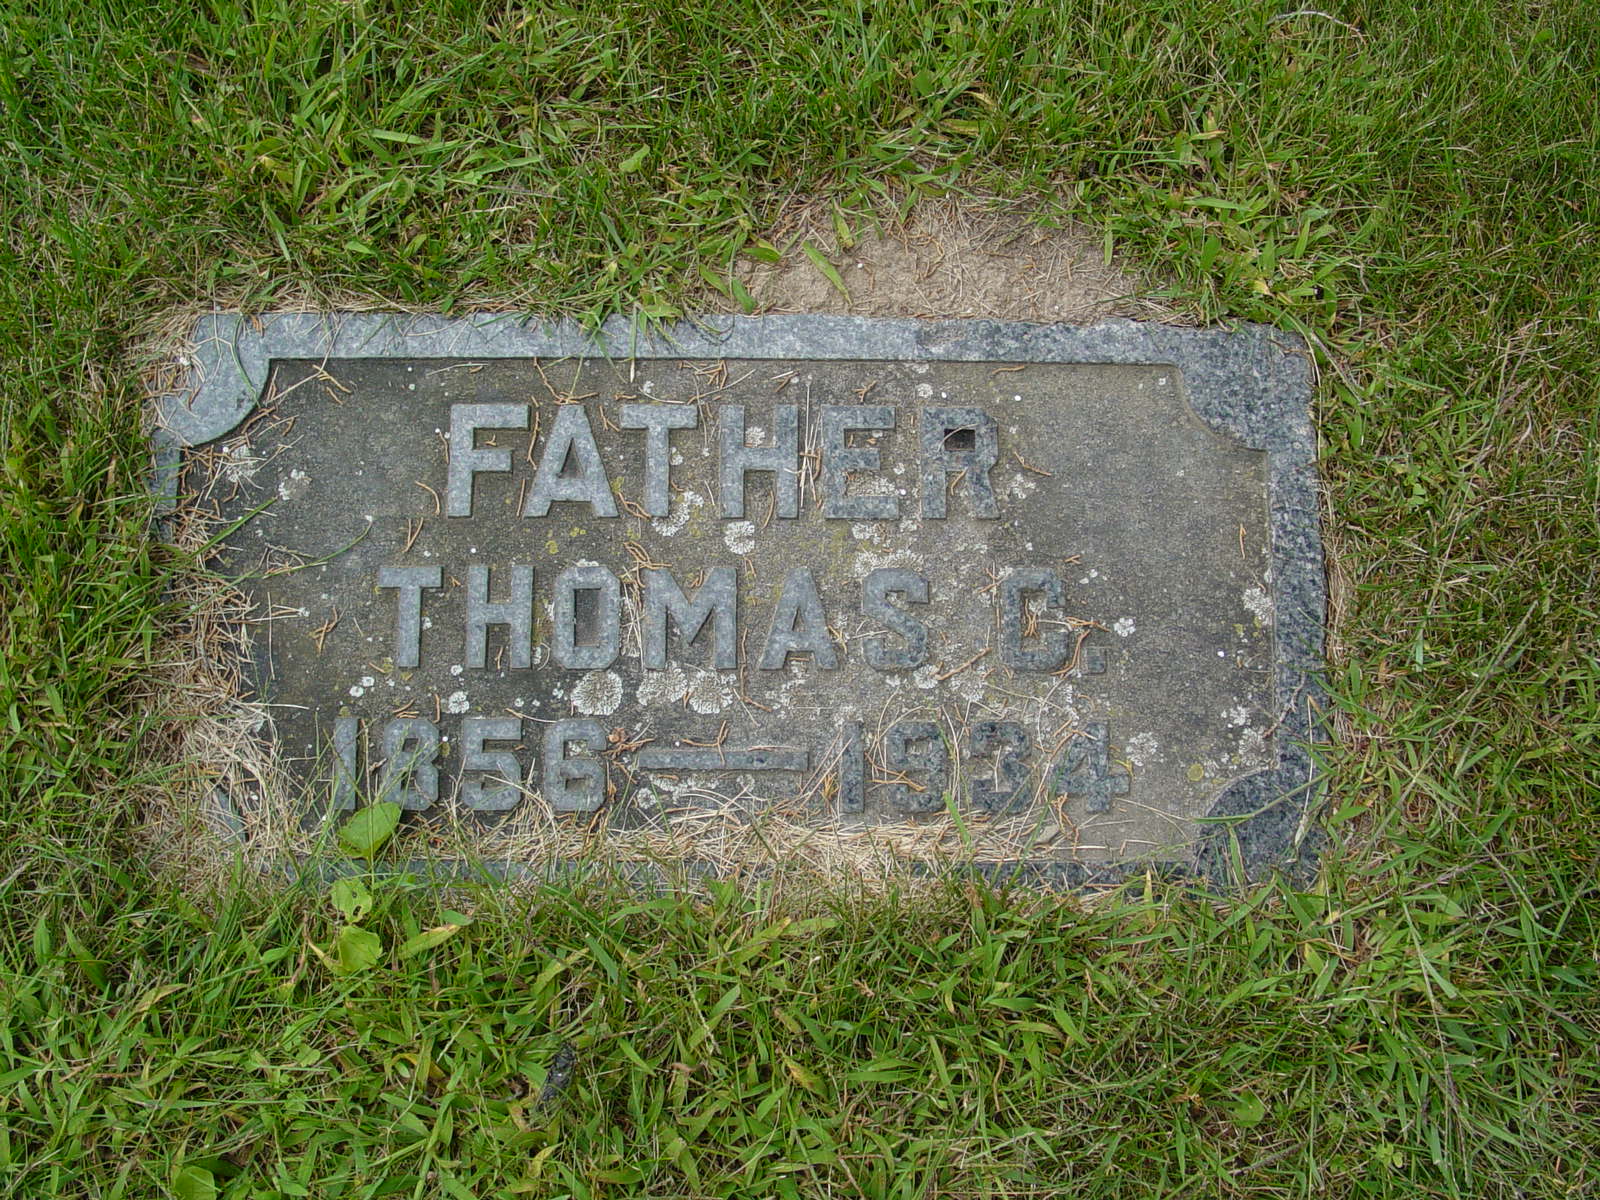 FATHER
THOMAS G.
1856—1934